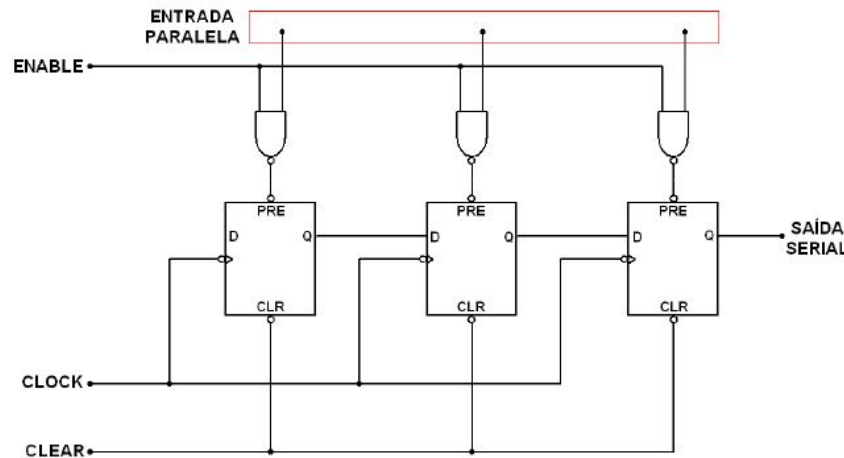 ENTRADA
PARALELA
ENABLE
PRE
PRE
PRE
D
Q
D
Q
D
Q
SAÍDA
SERIAL
CLR
CLR
CLR
CLOCK
CLEAR